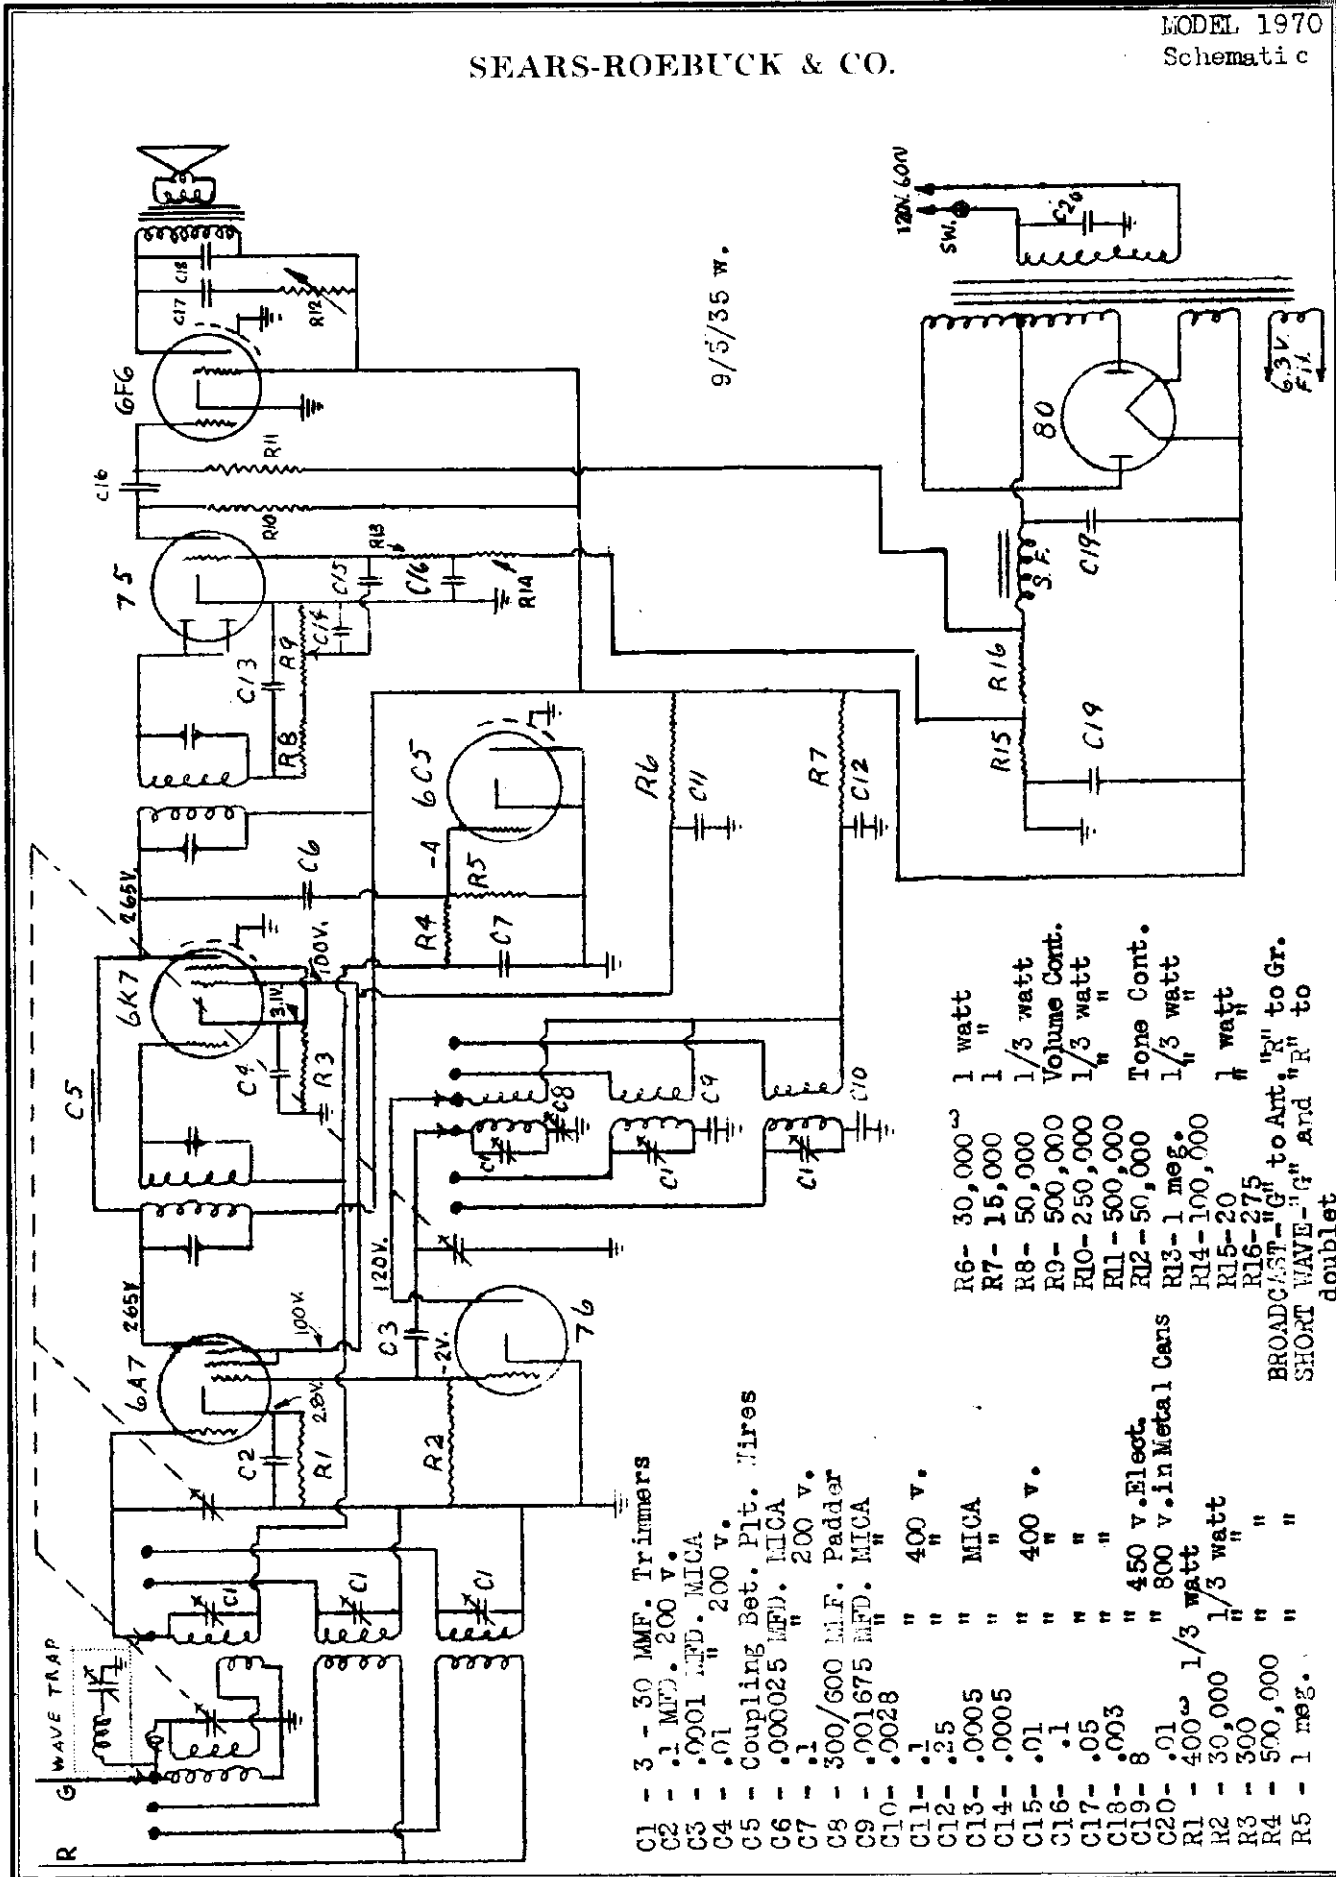 MODEL 1970
Schematic
SEARS-ROEBUCK & CO.
R
G
WAVE TRAP
C1
C1
C1
6A7
265V
100V.
2.8V.
C2
R1
R2
-2V.
C3
76
120V.
C5
6K7
265V.
C4
3.1V.
100V.
R3
C1
C8
C1
C9
C1
C10
C6
R4
R5
-4
C7
6C5
R6
C11
R7
C12
75
C13
R8
R9
C14
C15
R13
C16
R14
C16
R10
R11
6F6
C17
C18
R12
9/5/35 w.
120V. 60~
SW.
C20
80
6.3V.
Fil.
S.F.
C19
R16
R15
C19
C1 - 3 - 30 MMF. Trimmers
C2 - .1 MFD. 200 v.
C3 - .0001 MFD. MICA
C4 - .01 " 200 v.
C5 - Coupling Bet. Plt. Wires
C6 - .000025 MFD. MICA
C7 - .1 " 200 v.
C8 - 300/600 MMF. Padder
C9 - .001675 MFD. MICA
C10- .0028 " "
C11- .1 " 400 v.
C12- .25 " "
C13- .0005 " MICA
C14- .0005 " "
C15- .01 " 400 v.
C16- .1 " "
C17- .05 " "
C18- .003 " "
C19- 8 " 450 v.Elect.
C20- .01 " 800 v.in Metal Cans
R1 - 400ω 1/3 watt
R2 - 30,000 1/3 watt
R3 - 300 " "
R4 - 500,000 " "
R5 - 1 meg. " "
R6- 30,000ω 1 watt
R7- 15,000 1 "
R8- 50,000 1/3 watt
R9- 500,000 Volume Cont.
R10-250,000 1/3 watt
R11-500,000 " "
R12-50,000 Tone Cont.
R13-1 meg. 1/3 watt
R14-100,000 " "
R15-20 1 watt
R16-275 " "
BROADCAST-"G" to Ant. "R" to Gr.
SHORT WAVE-"G" and "R" to
doublet